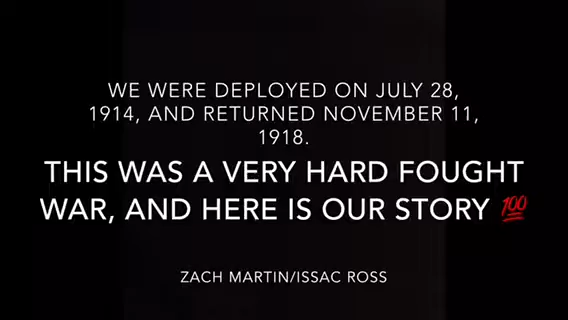 WE WERE DEPLOYED ON JULY 28,
1914, AND RETURNED NOVEMBER 11,
1918.
THIS WAS A VERY HARD FOUGHT
WAR, AND HERE IS OUR STORY 💯
ZACH MARTIN/ISSAC ROSS